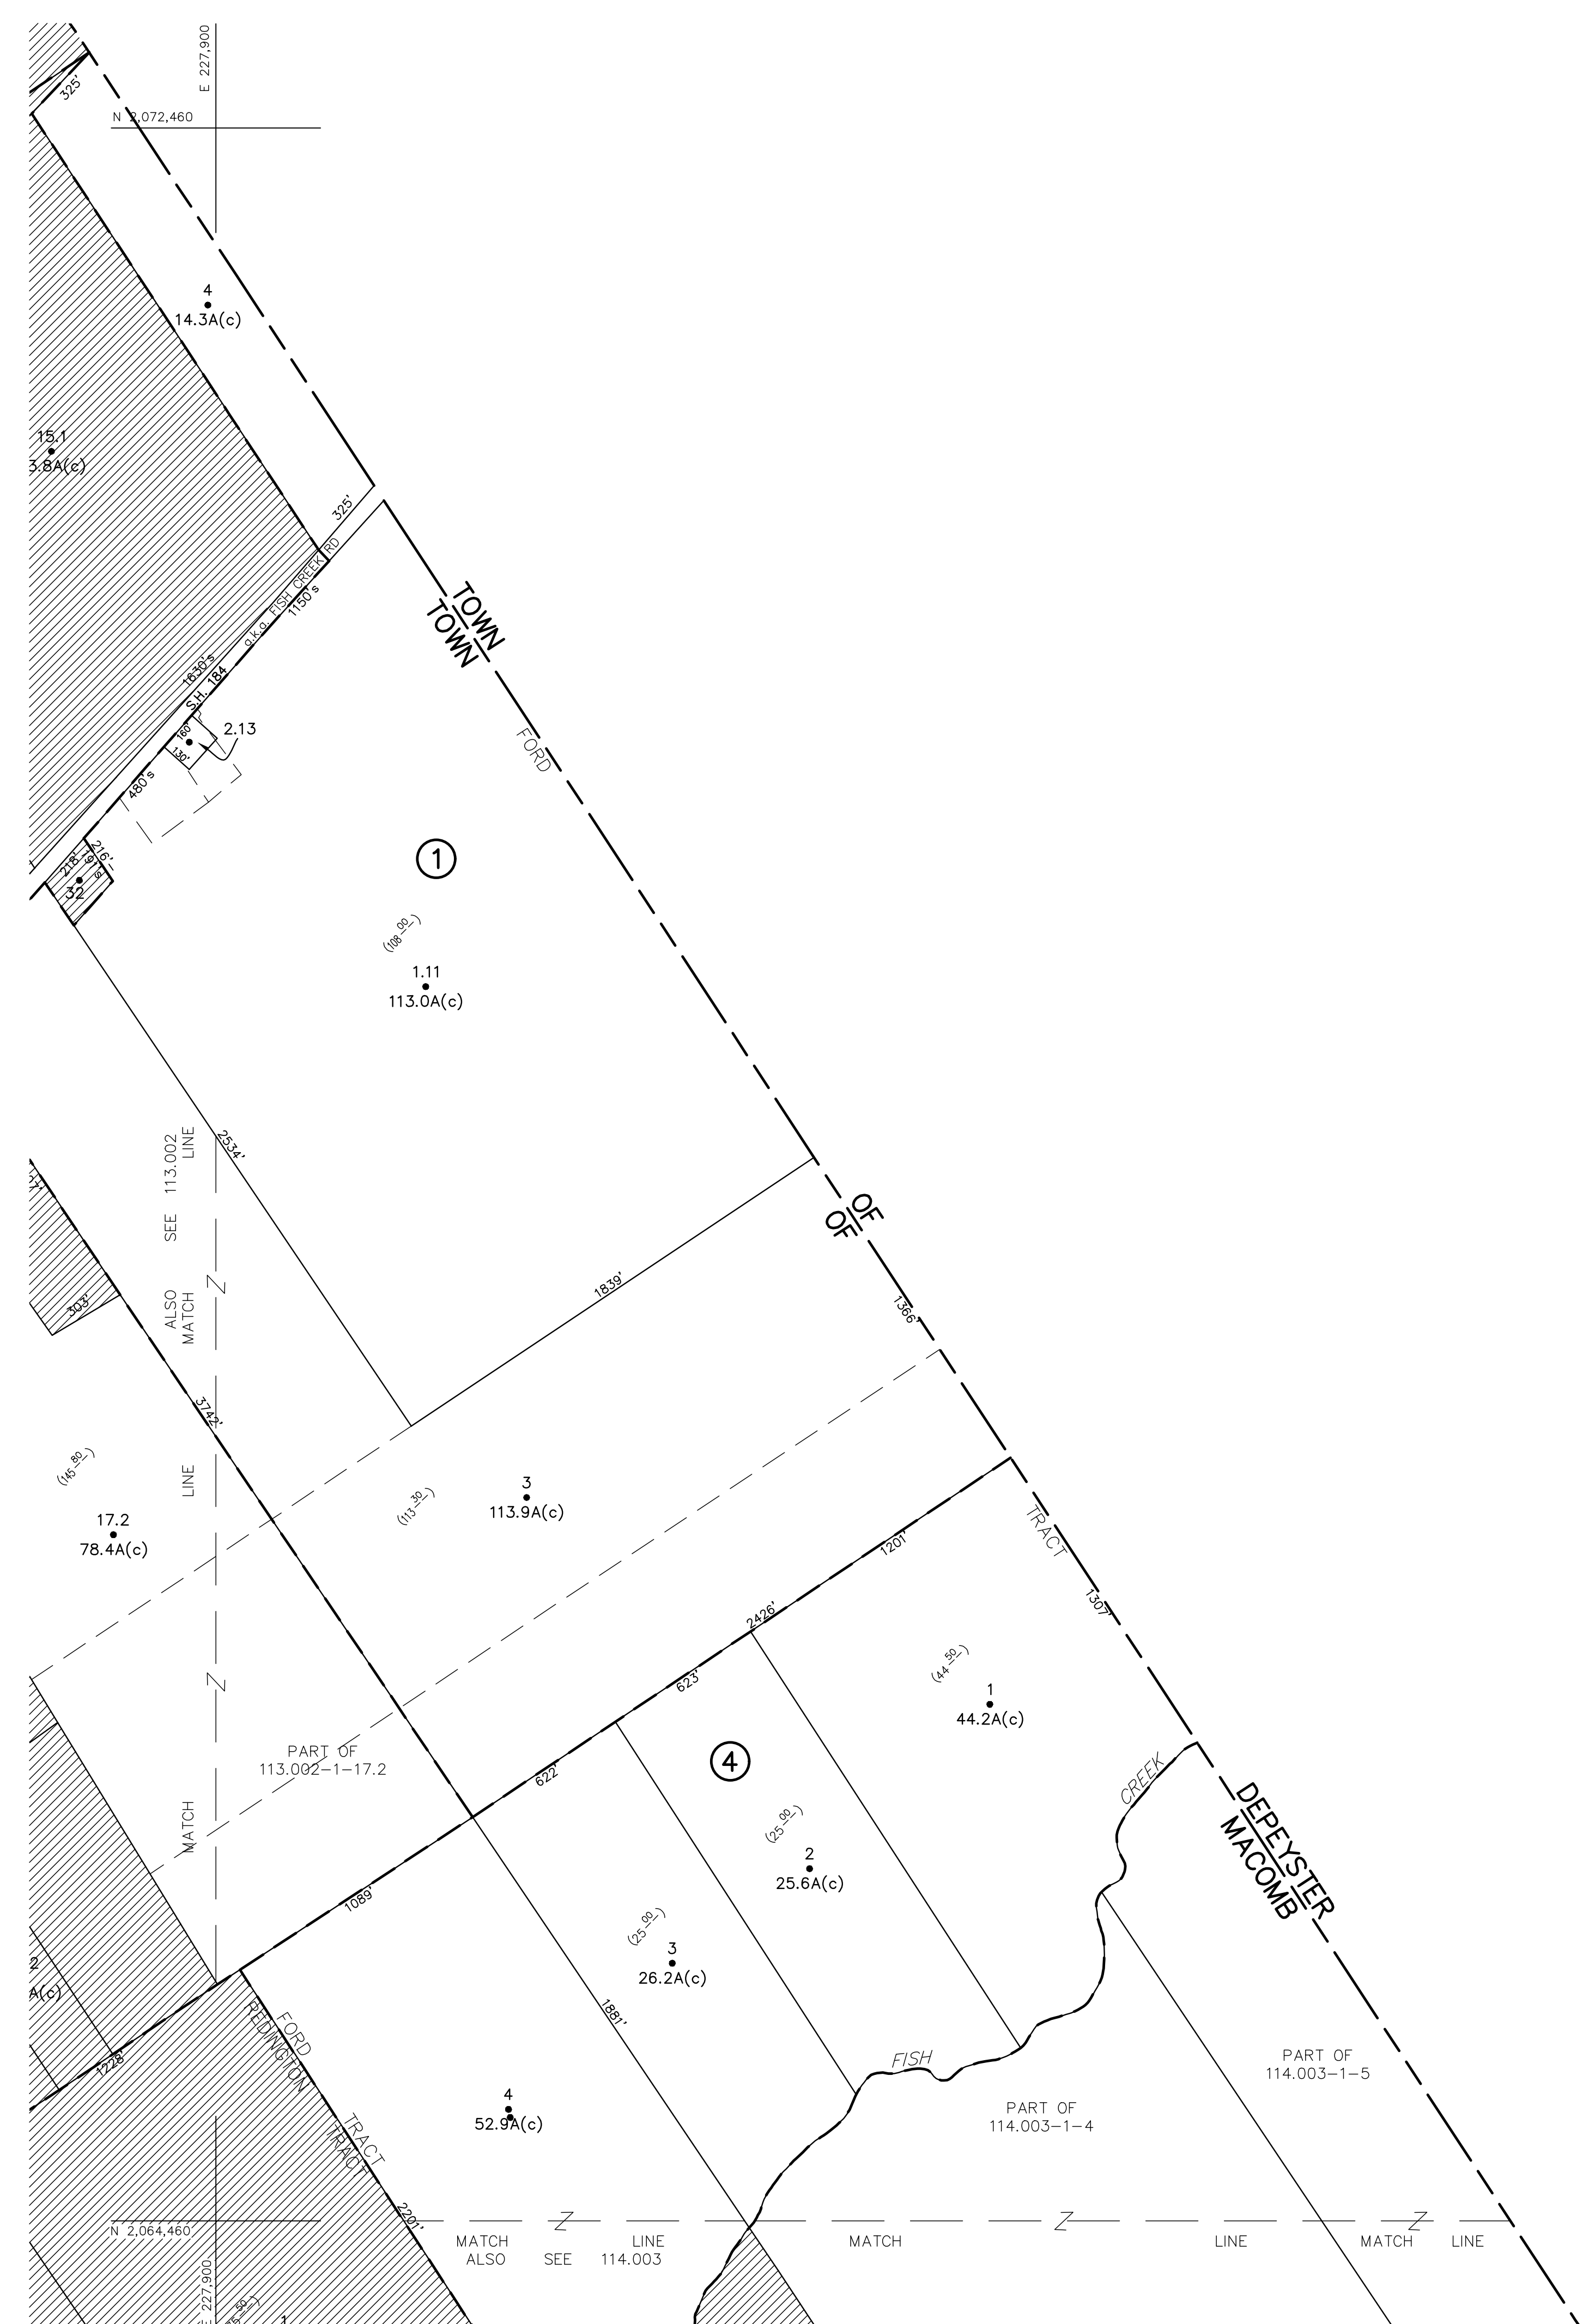 E 227,900
325'
N 2,072,460
4
14.3A(c)
15.1
3.8A(c)
325'
a.k.a. FISH CREEK RD
1150's
1630's
S.H. 184
TOWN
TOWN
160'
2.13
130'
FORD
480's
216'
191's
218'
32
1
(108.00)
1.11
113.0A(c)
2534'
ALSO SEE 113.002
MATCH LINE
Z
27'
303'
OF
OF
1839'
1366'
3742'
(145.80)
LINE
17.2
78.4A(c)
(113.30)
3
113.9A(c)
TRACT
1201'
1307'
2426'
623'
(44.50)
1
44.2A(c)
Z
PART OF
113.002-1-17.2
MATCH
622'
4
CREEK
DEPEYSTER
MACOMB
(25.00)
2
25.6A(c)
1089'
(25.00)
3
26.2A(c)
2
A(c)
FORD
REDINGTON
TRACT
TRACT
1881'
1228'
FISH
PART OF
114.003-1-5
4
52.9A(c)
PART OF
114.003-1-4
2201'
N 2,064,460
Z
Z
Z
MATCH LINE MATCH LINE MATCH LINE
ALSO SEE 114.003
E 227,900
1